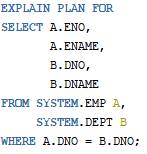 EXPLAIN PLAN FOR
SELECT A.ENO,
A.ENAME,
B.DNO,
B.DNAME
FROM SYSTEM.EMP A,
SYSTEM.DEPT B
WHERE A.DNO = B.DNO;